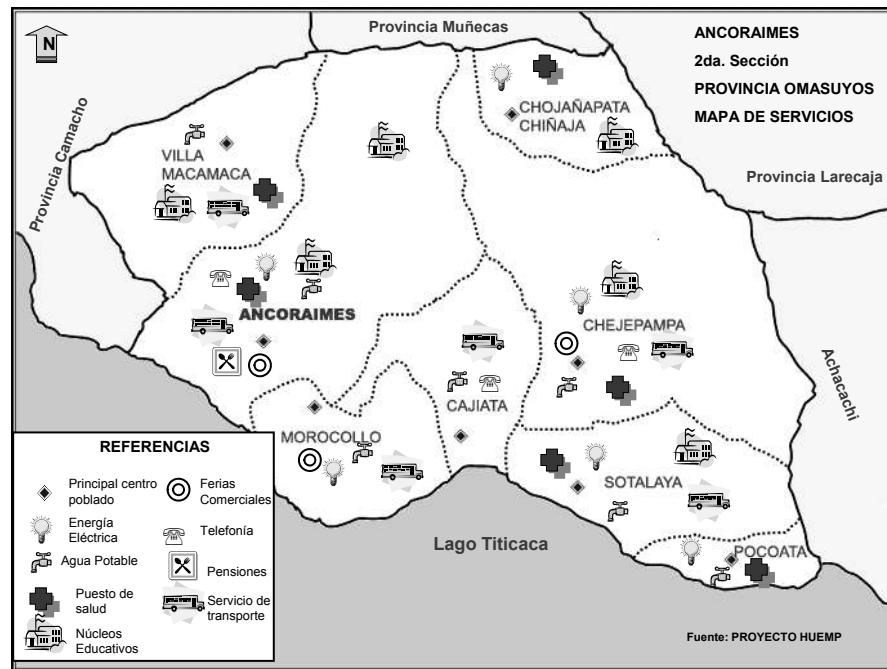 Provincia Muñecas
ANCORAIMES
2da. Sección
PROVINCIA OMASUYOS
MAPA DE SERVICIOS
N
Provincia Camacho
CHOJAÑAPATA
CHIÑAJA
VILLA
MACAMACA
Provincia Larecaja
ANCORAIMES
CHEJEPAMPA
Achacachi
CAJIATA
MOROCOLLO
SOTALAYA
POCOATA
Lago Titicaca
REFERENCIAS
Principal centro
poblado
Ferias
Comerciales
Energía
Eléctrica
Telefonía
Agua Potable
Pensiones
Puesto de
salud
Servicio de
transporte
Núcleos
Educativos
Fuente: PROYECTO HUEMP